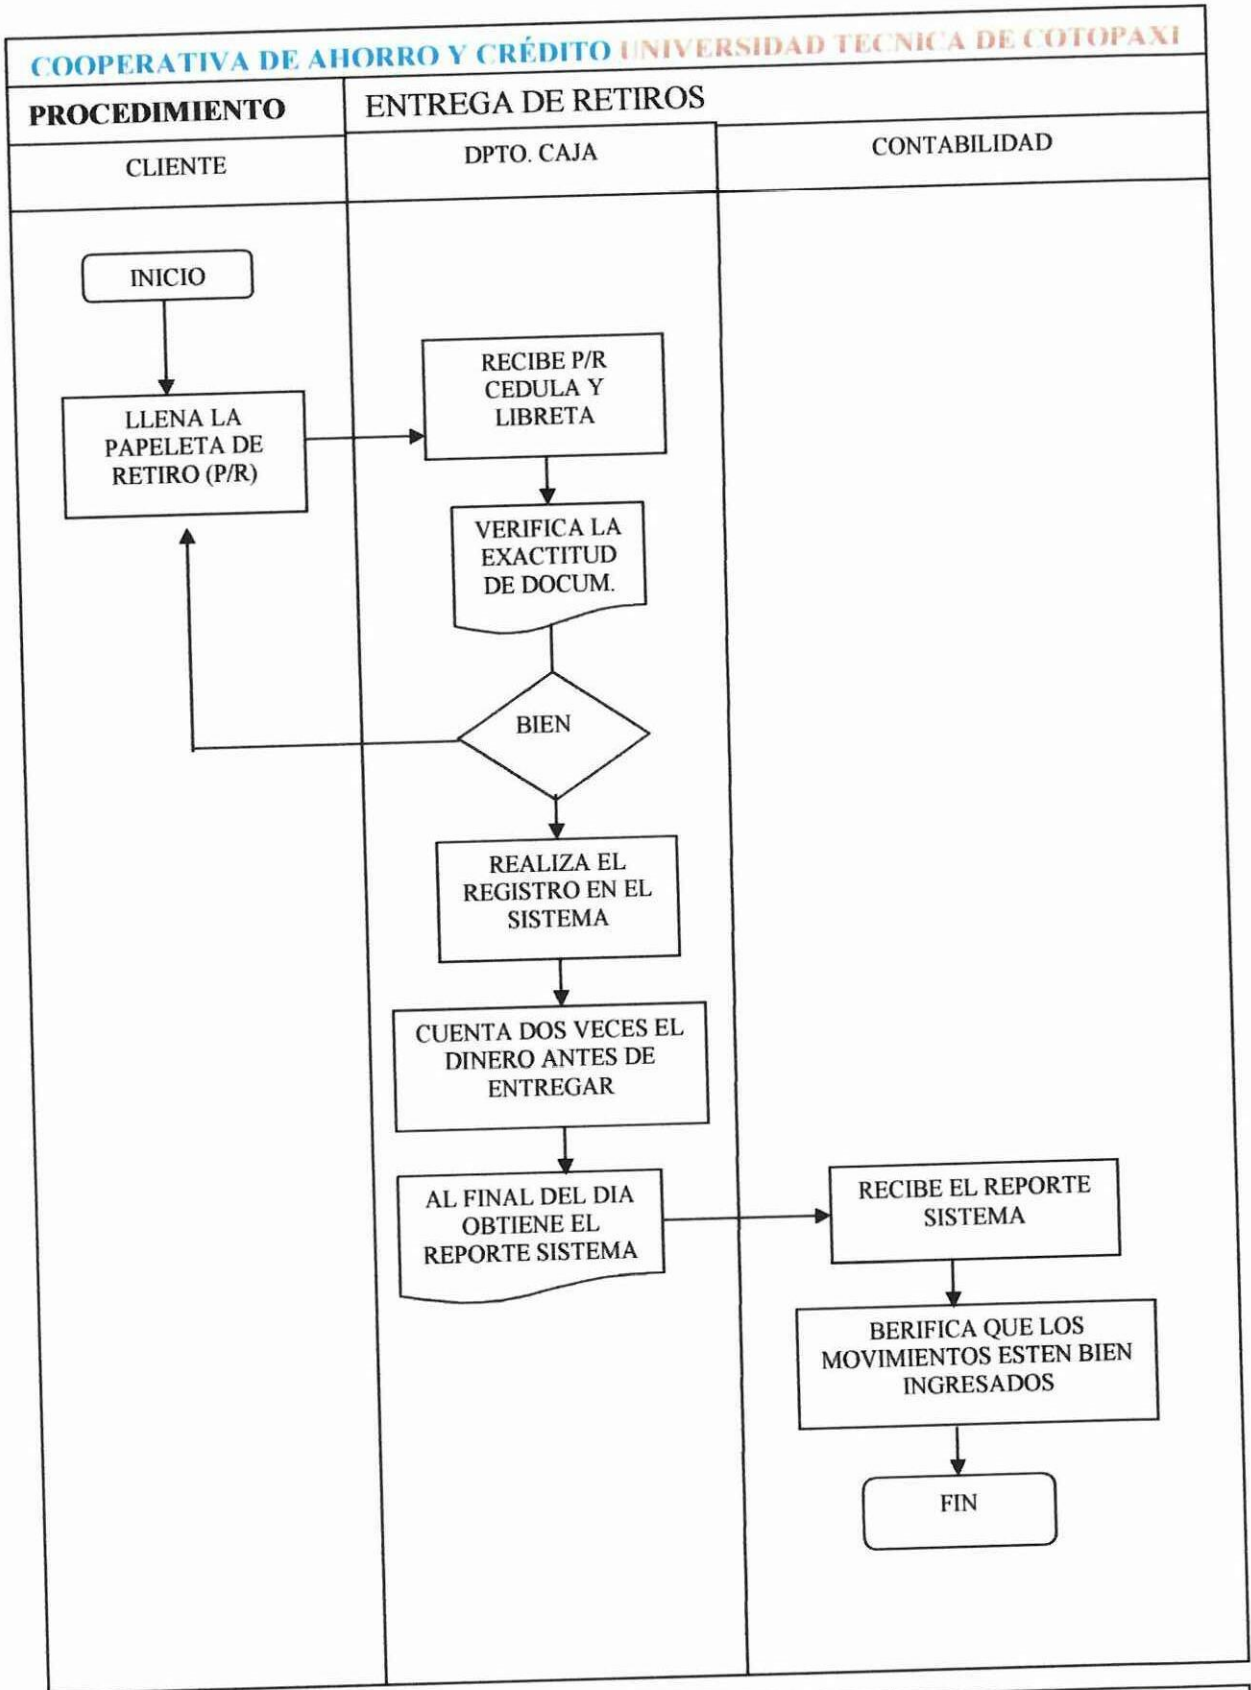 COOPERATIVA DE AHORRO Y CRÉDITO UNIVERSIDAD TECNICA DE COTOPAXI
PROCEDIMIENTO
ENTREGA DE RETIROS
CLIENTE
DPTO. CAJA
CONTABILIDAD
INICIO
LLENA LA
PAPELETA DE
RETIRO (P/R)
RECIBE P/R
CEDULA Y
LIBRETA
VERIFICA LA
EXACTITUD
DE DOCUM.
BIEN
REALIZA EL
REGISTRO EN EL
SISTEMA
CUENTA DOS VECES EL
DINERO ANTES DE
ENTREGAR
AL FINAL DEL DIA
OBTIENE EL
REPORTE SISTEMA
RECIBE EL REPORTE
SISTEMA
BERIFICA QUE LOS
MOVIMIENTOS ESTEN BIEN
INGRESADOS
FIN